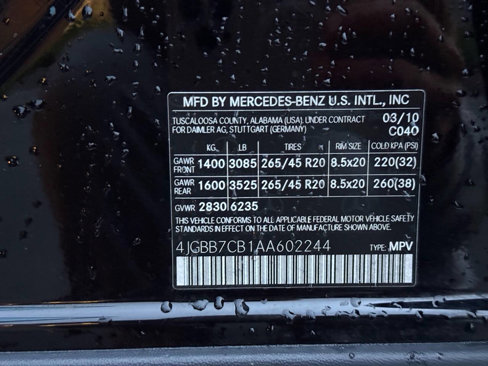 MFD BY MERCEDES-BENZ U.S. INTL., INC
TUSCALOOSA COUNTY, ALABAMA (USA), UNDER CONTRACT 03/10
FOR DAIMLER AG, STUTTGART (GERMANY) C040
KG LB TIRES RIM SIZE COLD KPA (PSI)
GAWR FRONT 1400 3085 265/45 R20 8.5x20 220(32)
GAWR REAR 1600 3525 265/45 R20 8.5x20 260(38)
GVWR 2830 6235
THIS VEHICLE CONFORMS TO ALL APPLICABLE FEDERAL MOTOR VEHICLE SAFETY
STANDARDS IN EFFECT ON THE DATE OF MANUFACTURE SHOWN ABOVE.
4JGBB7CB1AA602244 TYPE: MPV